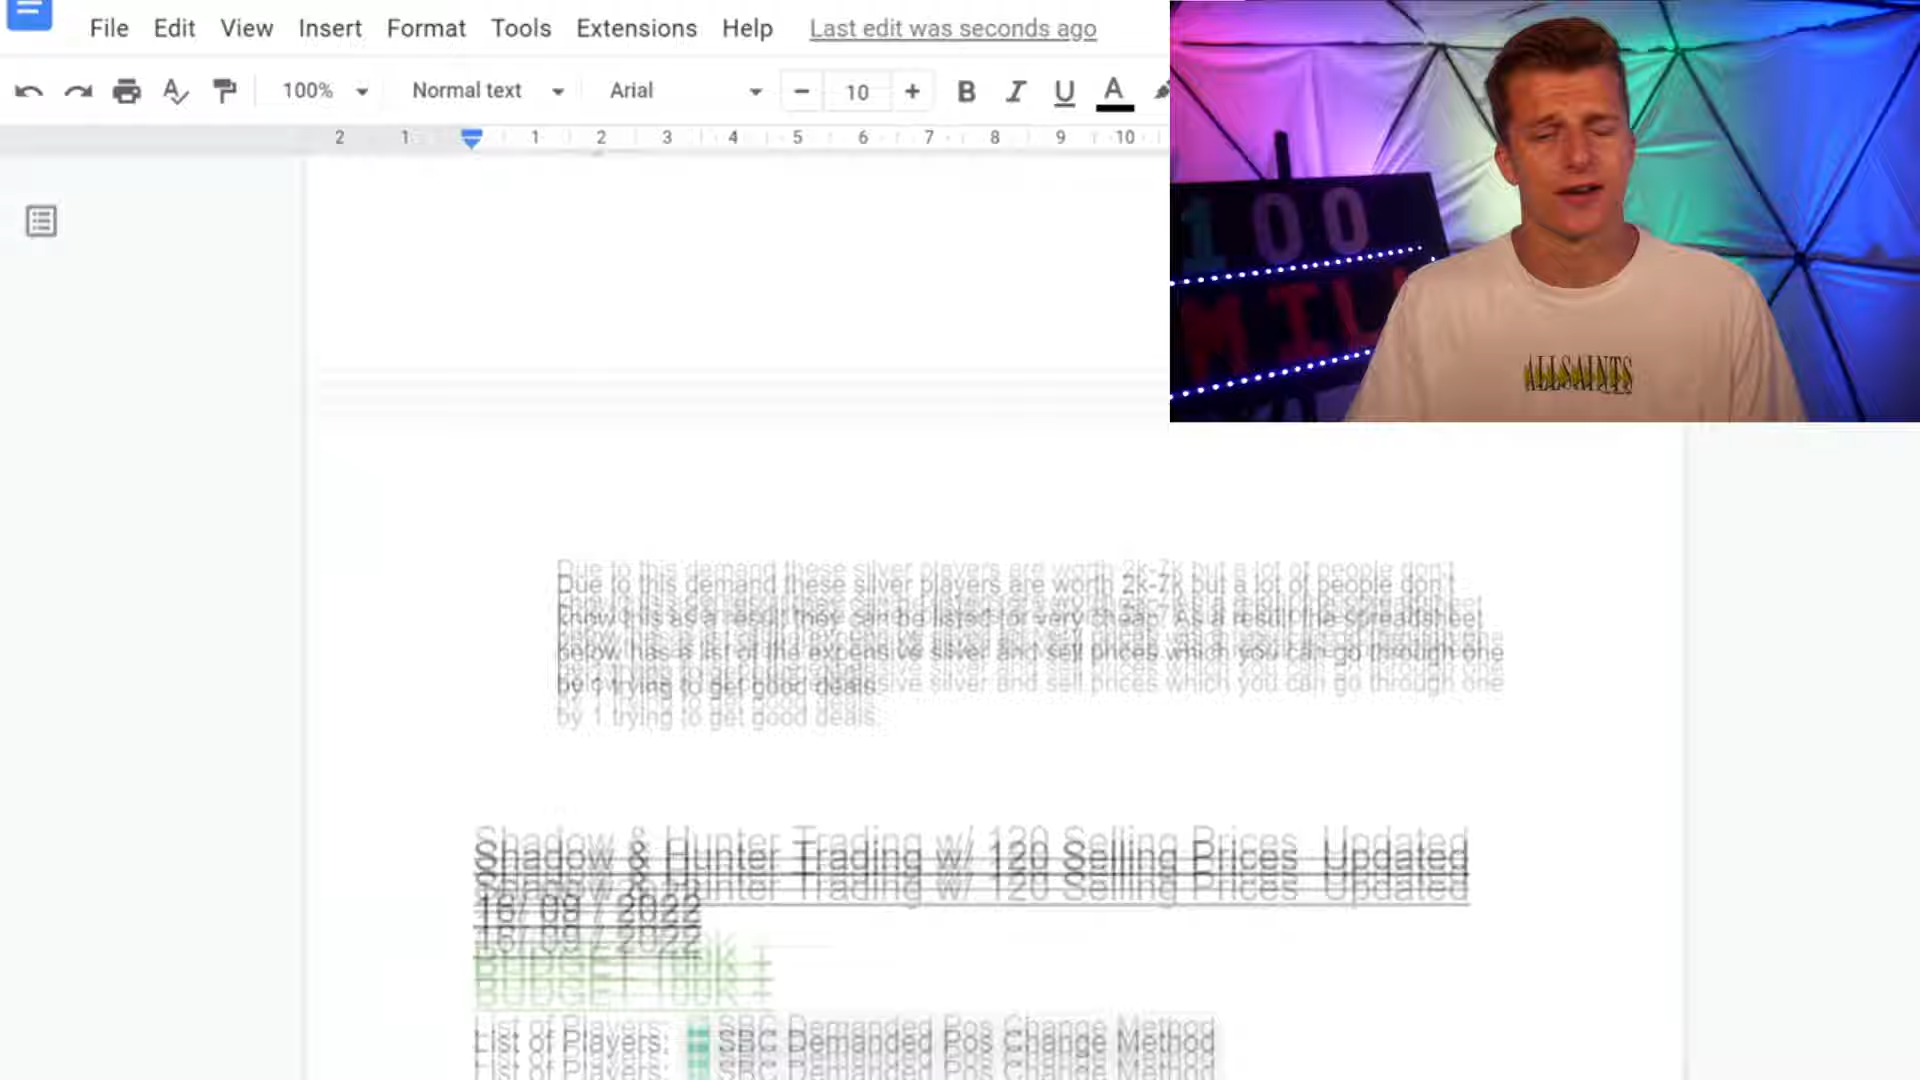 File Edit View Insert Format Tools Extensions Help Last edit was seconds ago
100% Normal text Arial 10 B I U A
2 1 1 2 3 4 5 6 7 8 9 10
100
MIL
ALLSAINTS
Due to this demand these silver players are worth 2k-7k but a lot of people don't
know this as a result they can be listed for very cheap. As a result the spreadsheet
below has a list of the expensive silver and sell prices which you can go through one
by 1 trying to get good deals.
Shadow & Hunter Trading w/ 120 Selling Prices Updated
16/ 09 / 2022
BUDGET 100K +
List of Players: SBC Demanded Pos Change Method